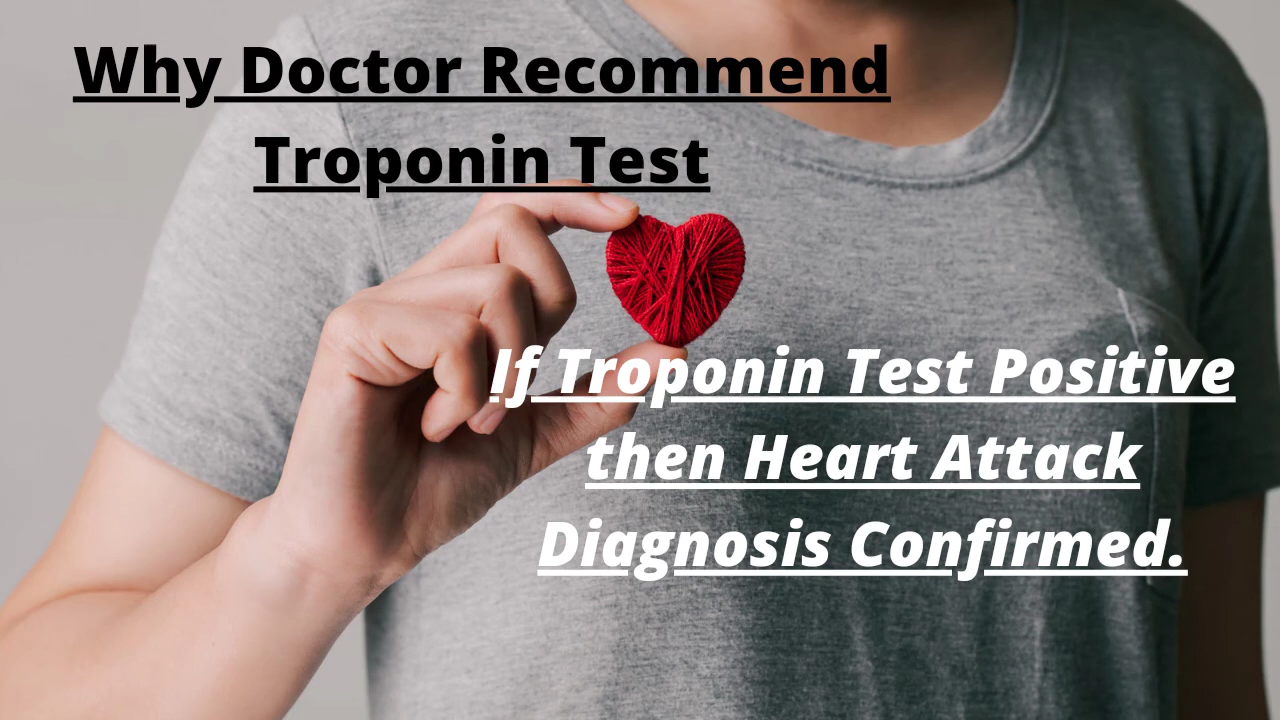 Why Doctor Recommend
Troponin Test
If Troponin Test Positive
then Heart Attack
Diagnosis Confirmed.